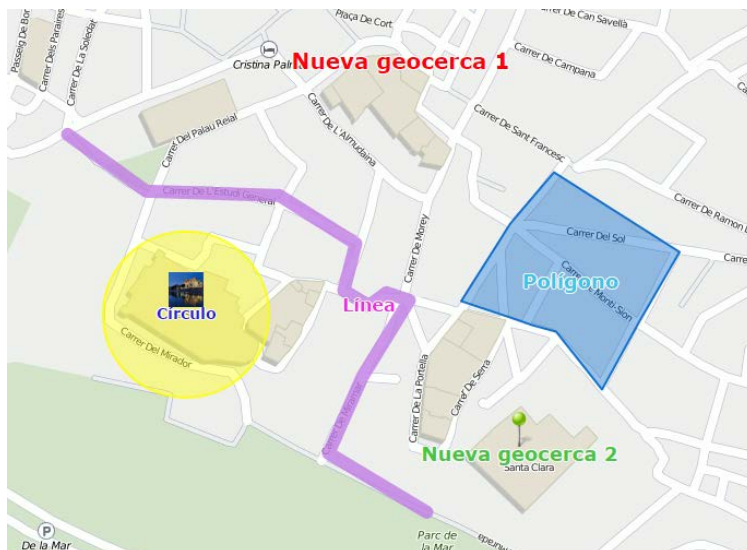 Plaça De Cort
Carrer De Can Savellà
Passeig De Bor
Carrer Dels Paraires
Carrer De La Soledat
Cristina Palm
Nueva geocerca 1
Carrer De Campana
Carrer Del Palau Reial
Carrer De L'Almudaina
Carrer De Sant Francesc
Carrer De L'Estudi General
Carrer De Ramon L
Carrer De Morey
Carrer Del Sol
Carre
Polígono
Carrer De Monti-Sion
Círculo
Línea
Carrer Del Mirador
Carrer De La Portella
Carrer De Serra
Carrer De Miramar
Nueva geocerca 2
Santa Clara
P
De la Mar
Parc de
la Mar